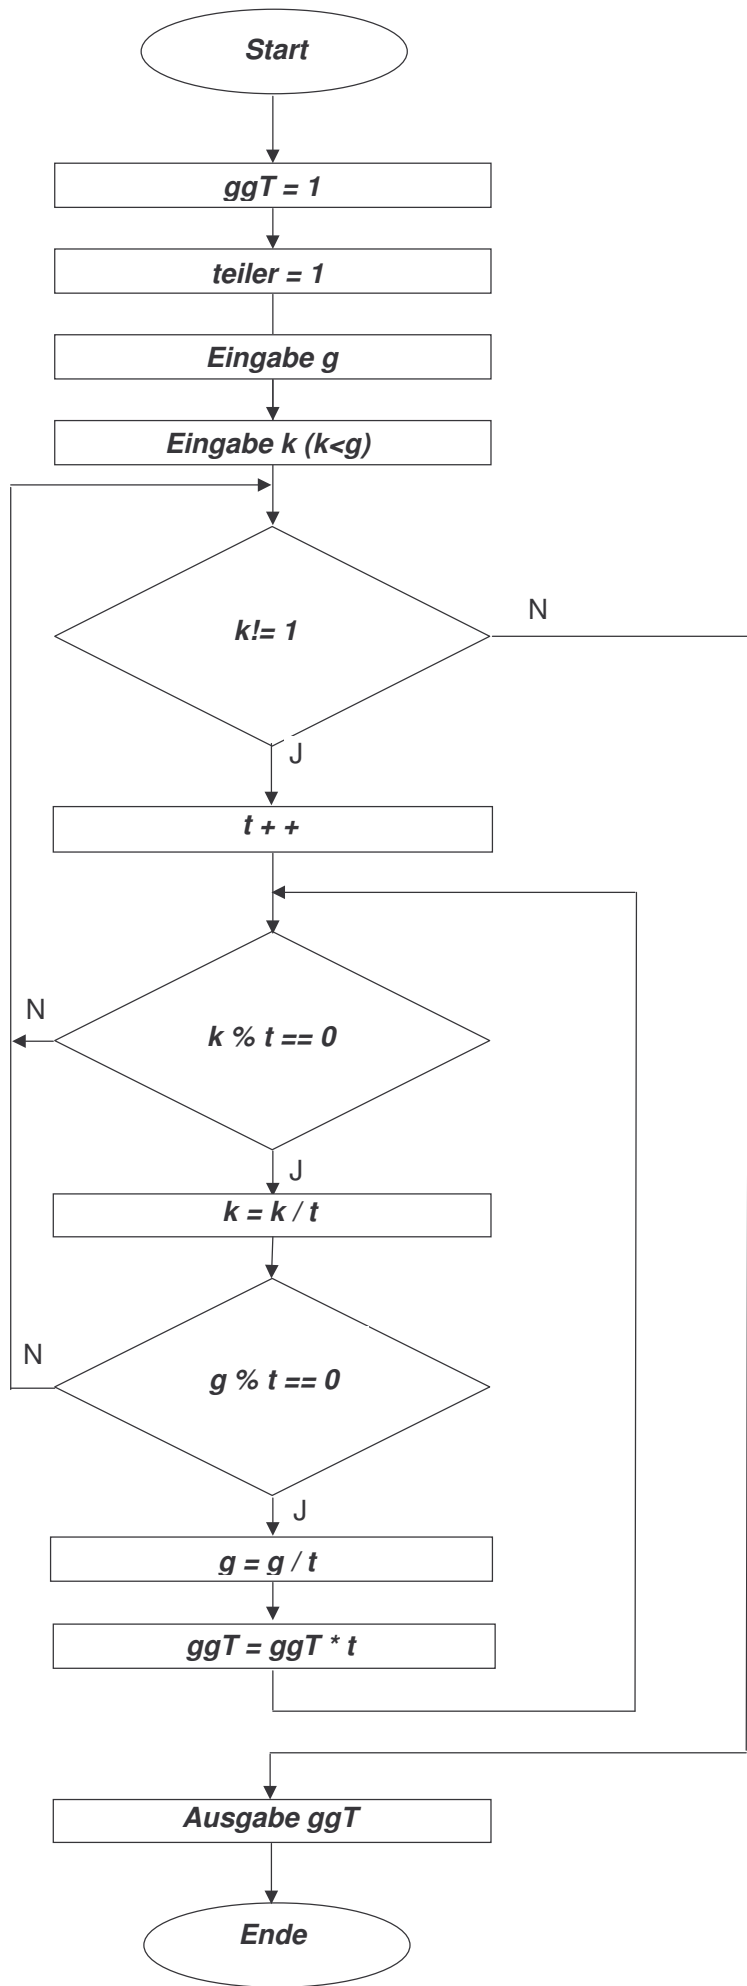 Start
ggT = 1
teiler = 1
Eingabe g
Eingabe k (k<g)
k!= 1
N
J
t + +
N
k % t == 0
J
k = k / t
N
g % t == 0
J
g = g / t
ggT = ggT * t
Ausgabe ggT
Ende